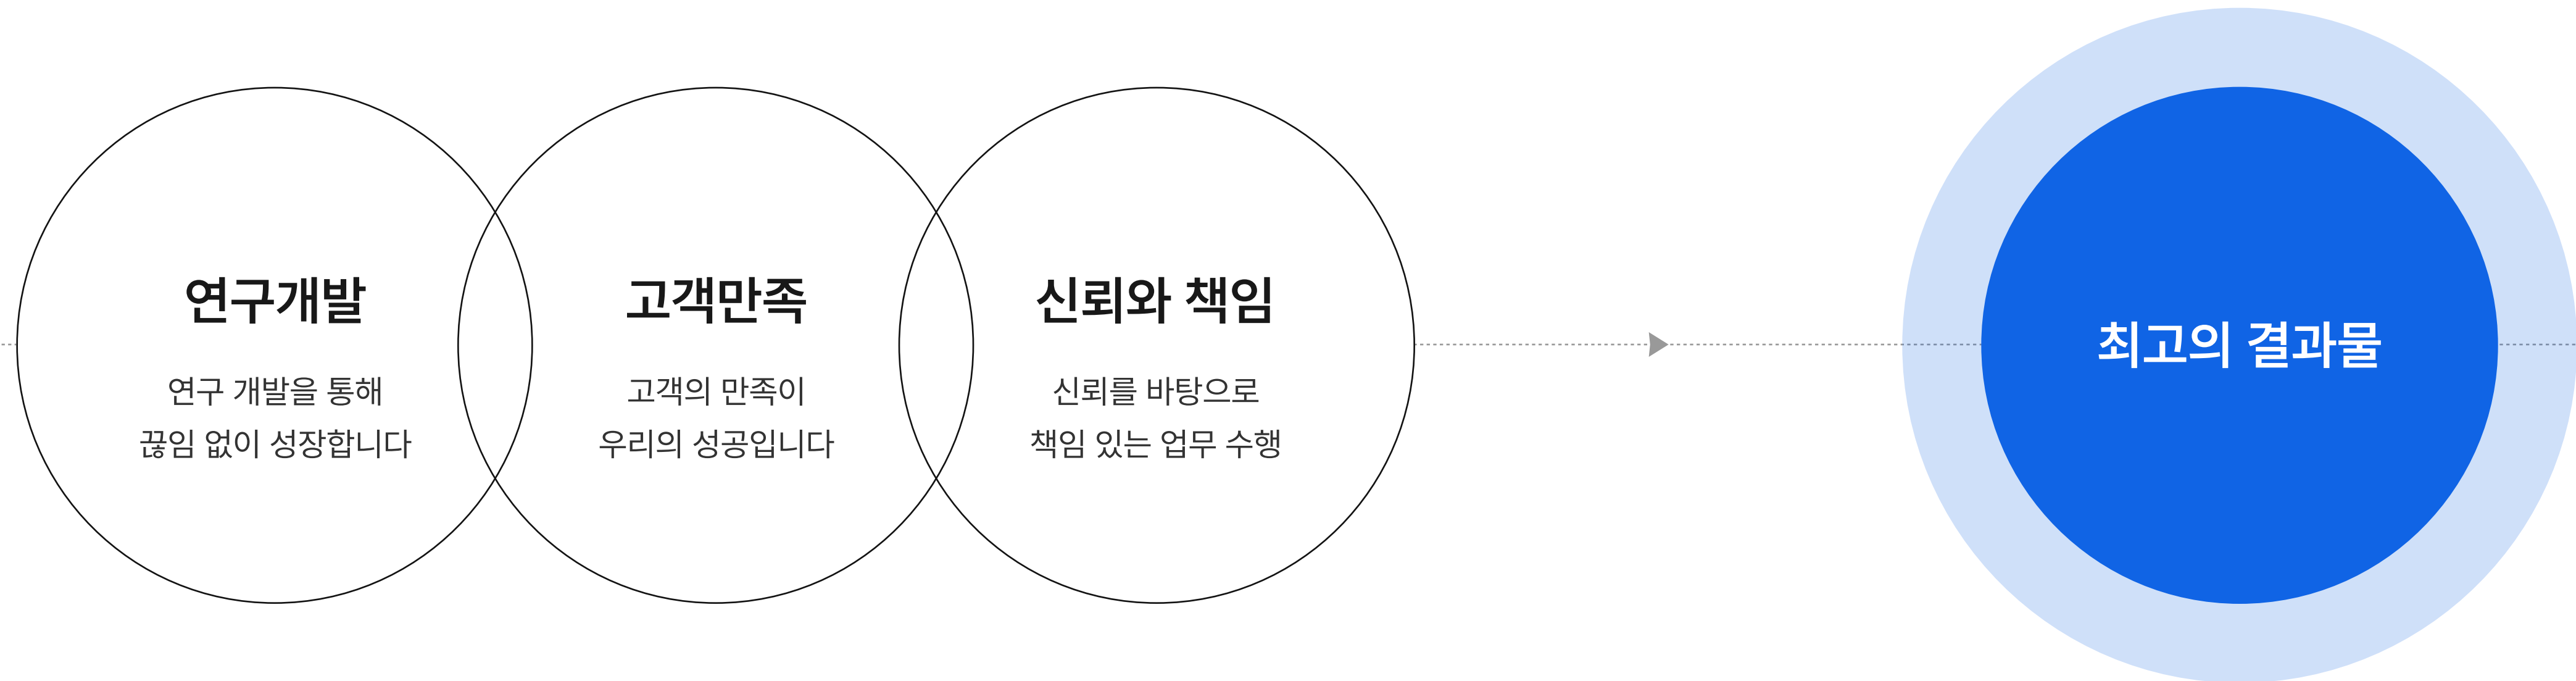 연구개발
연구 개발을 통해
끊임 없이 성장합니다
고객만족
고객의 만족이
우리의 성공입니다
신뢰와 책임
신뢰를 바탕으로
책임 있는 업무 수행
최고의 결과물